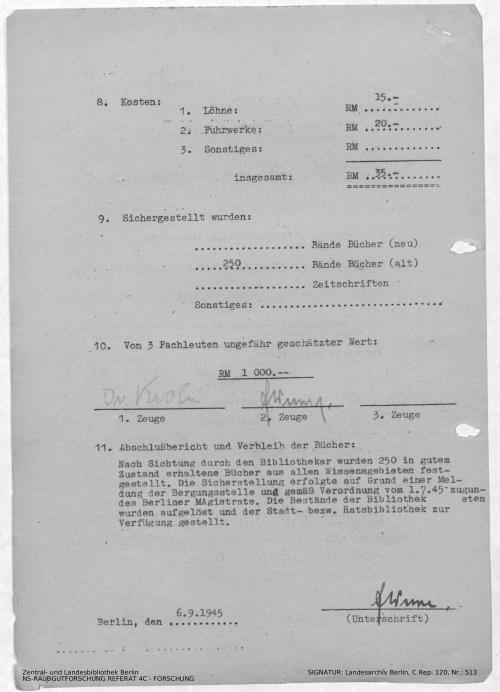 8. Kosten:
1. Löhne: RM ...15.-.........
2. Fuhrwerke: RM ..20.-.........
3. Sonstiges: RM .............
insgesamt: RM ..35.-........
9. Sichergestellt wurden:
................... Bände Bücher (neu)
.....250........... Bände Bücher (alt)
................... Zeitschriften
Sonstiges: ...............................
10. Von 3 Fachleuten ungefähr geschätzter Wert:
RM 1 000.--
1. Zeuge 2. Zeuge 3. Zeuge
11. Abschlußbericht und Verbleib der Bücher:
Nach Sichtung durch den Bibliothekar wurden 250 in gutem
Zustand erhaltene Bücher aus allen Wissensgebieten fest-
gestellt. Die Sicherstellung erfolgte auf Grund einer Mel-
dung der Bergungsstelle und gemäß Verordnung vom 1.7.45 zugun-
des Berliner MAgistrats. Die Bestände der Bibliothek sten
wurden aufgelöst und der Stadt- bezw. Ratsbibliothek zur
Verfügung gestellt.
6.9.1945
Berlin, den ............
(Unterschrift)
Zentral- und Landesbibliothek Berlin
NS-RAUBGUTFORSCHUNG REFERAT 4C - FORSCHUNG
SIGNATUR: Landesarchiv Berlin, C Rep. 120, Nr.: 513